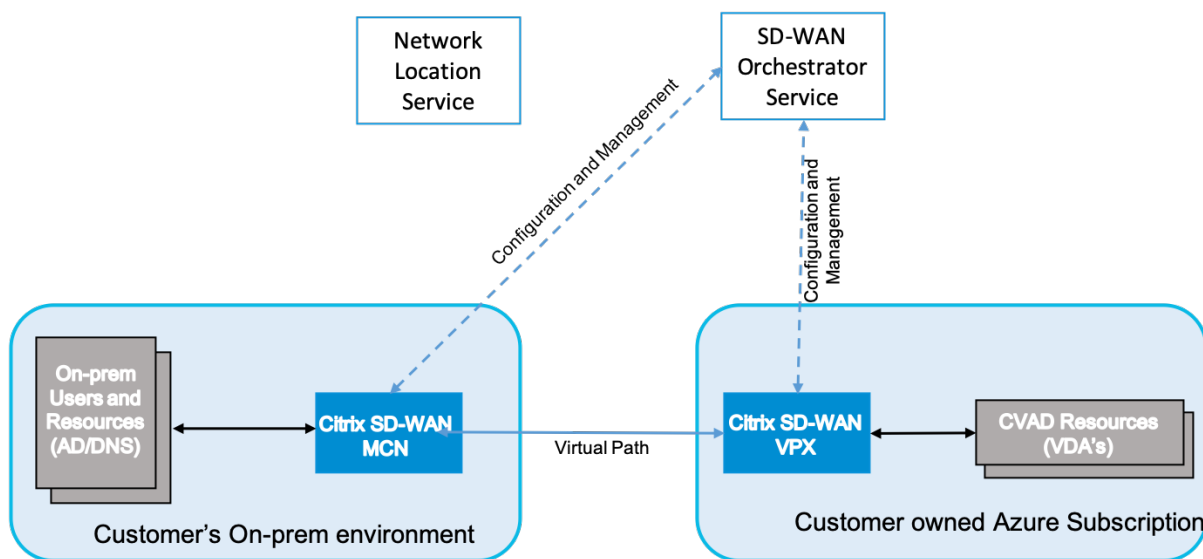 Network
Location
Service
SD-WAN
Orchestrator
Service
Configuration and Management
Configuration and
Management
On-prem
Users and
Resources
(AD/DNS)
Citrix SD-WAN
MCN
Virtual Path
Citrix SD-WAN
VPX
CVAD Resources
(VDA's)
Customer's On-prem environment
Customer owned Azure Subscription